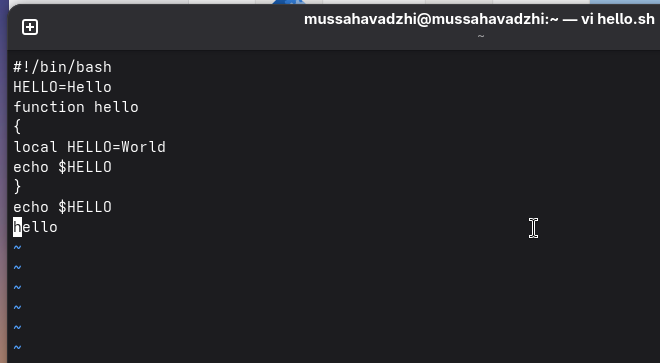 mussahavadzhi@mussahavadzhi:~ — vi hello.sh
~
#!/bin/bash
HELLO=Hello
function hello
{
local HELLO=World
echo $HELLO
}
echo $HELLO
hello
~
~
~
~
~
~